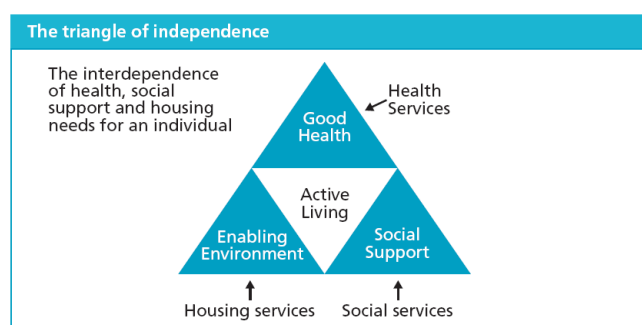 The triangle of independence
The interdependence
of health, social
support and housing
needs for an individual
Health
Services
Good
Health
Active
Living
Enabling
Environment
Social
Support
Housing services
Social services